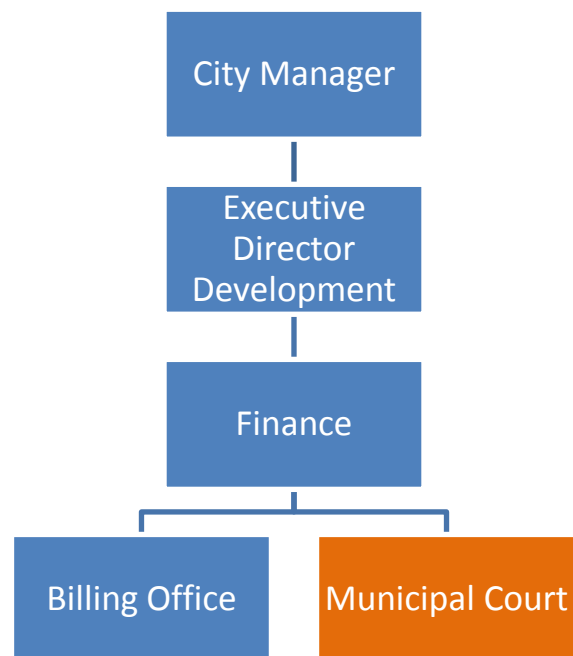 City Manager
Executive
Director
Development
Finance
Billing Office
Municipal Court